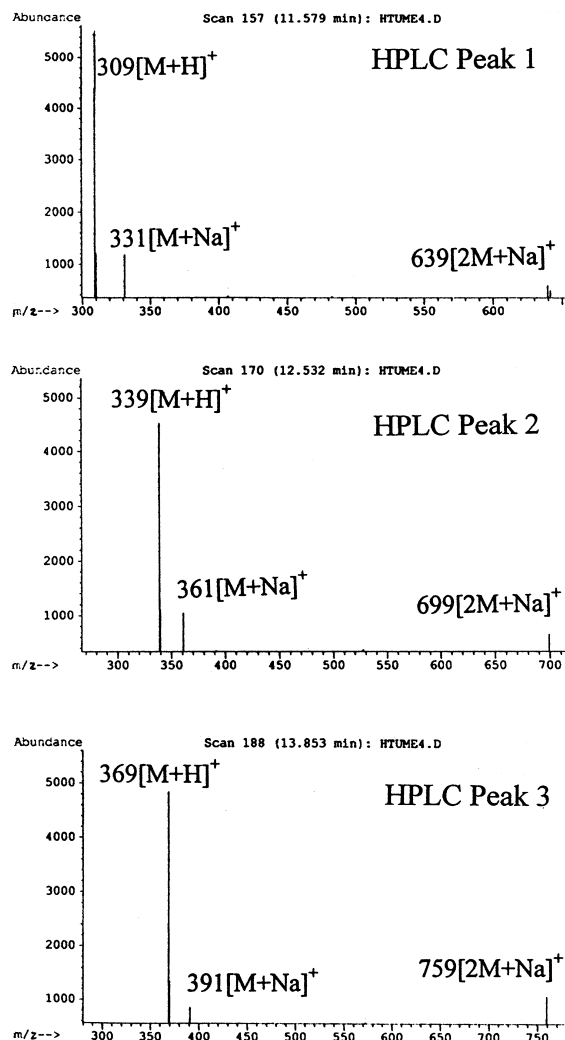 Abundance Scan 157 (11.579 min): HTUME4.D
HPLC Peak 1
309[M+H]+
5000
4000
3000
2000
331[M+Na]+
639[2M+Na]+
1000
m/z--> 300 350 400 450 500 550 600
Abundance Scan 170 (12.532 min): HTUME4.D
339[M+H]+
5000
HPLC Peak 2
4000
3000
2000
361[M+Na]+
699[2M+Na]+
1000
m/z--> 300 350 400 450 500 550 600 650 700
Abundance Scan 188 (13.853 min): HTUME4.D
369[M+H]+
5000
HPLC Peak 3
4000
3000
2000
391[M+Na]+
759[2M+Na]+
1000
m/z--> 300 350 400 450 500 550 600 650 700 750